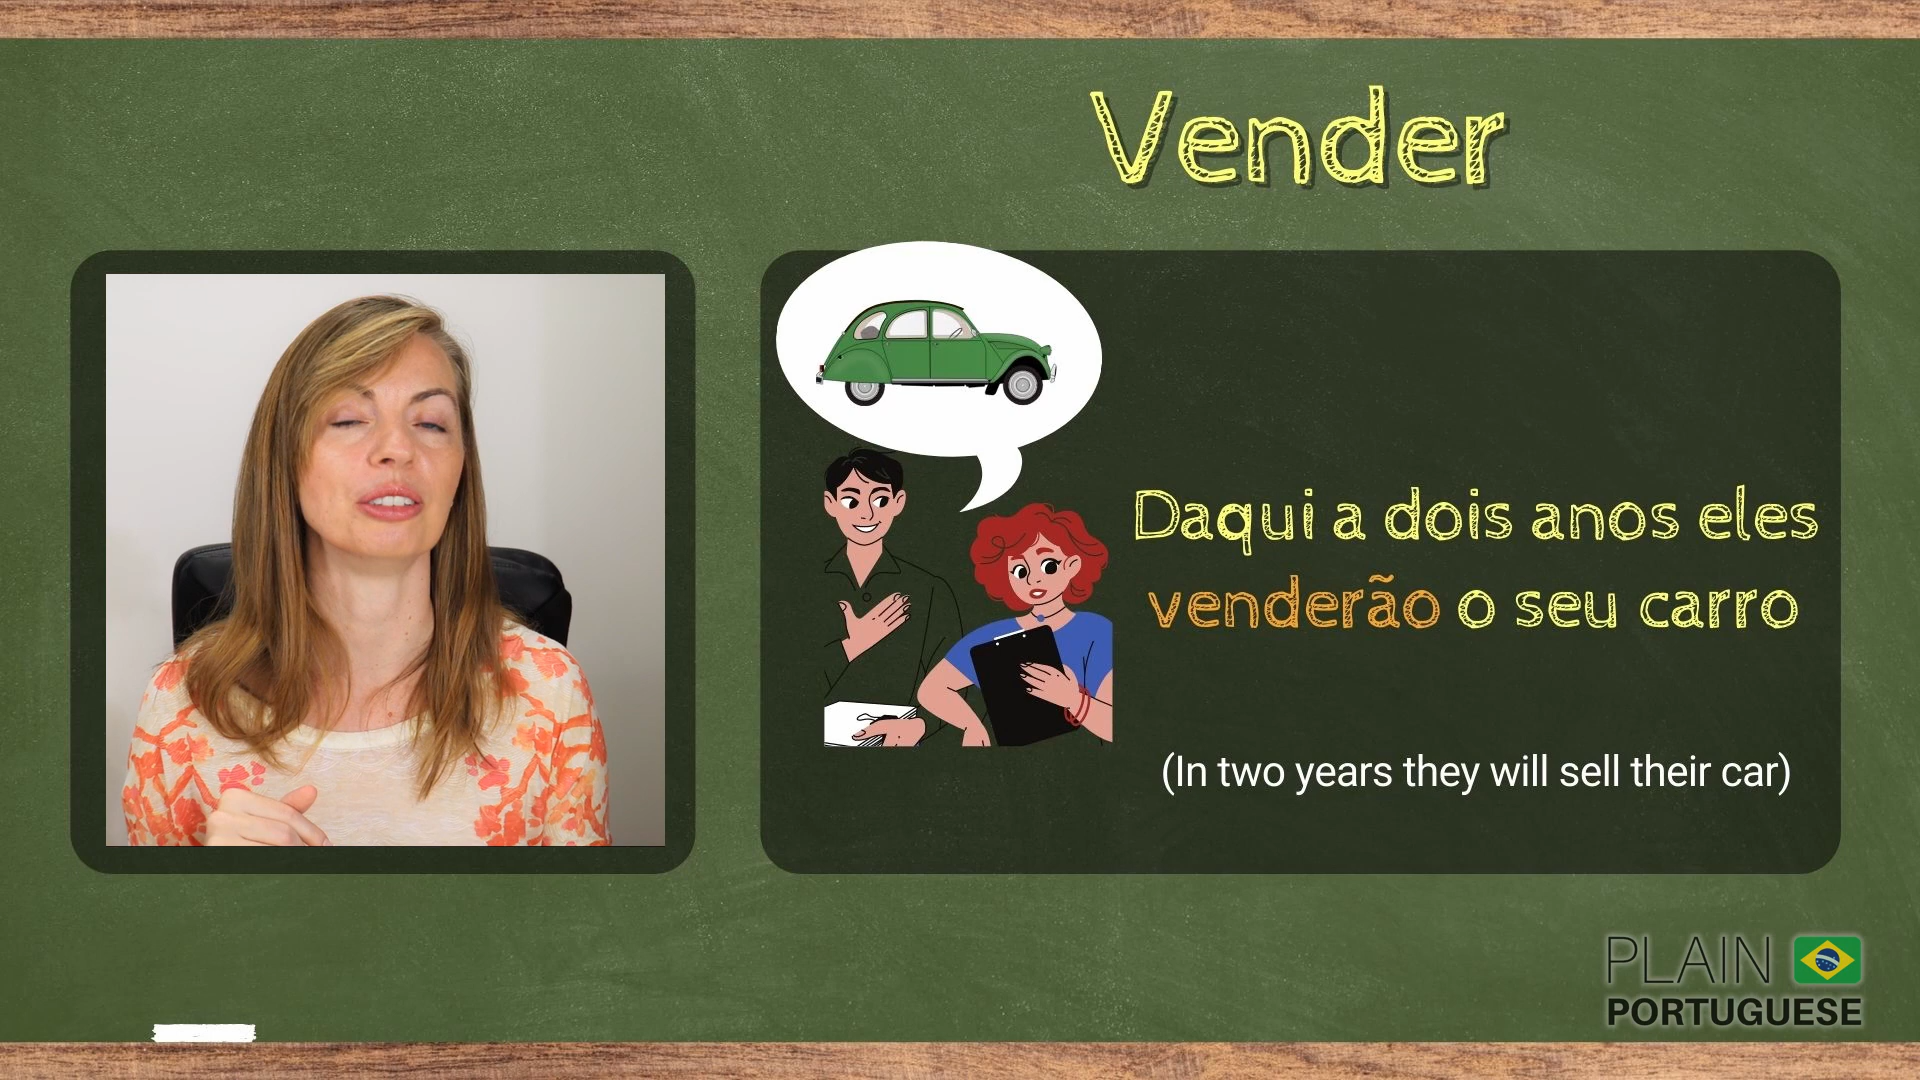 Vender
Daqui a dois anos eles
venderão o seu carro
(In two years they will sell their car)
PLAIN
PORTUGUESE